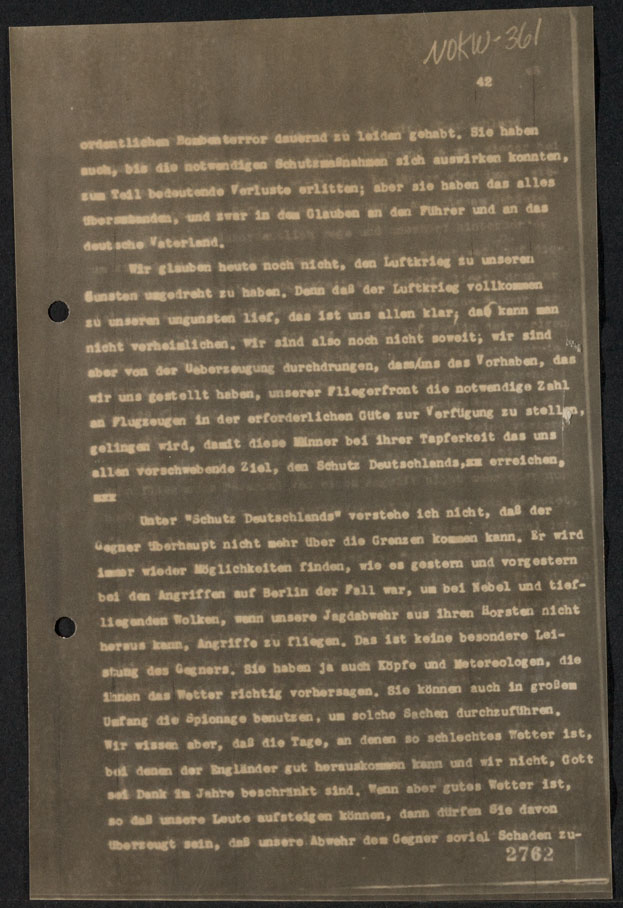 NOKW-361
42
ordentlichen Bombenterror dauernd zu leiden gehabt. Sie haben
auch, bis die notwendigen Schutzmaßnahmen sich auswirken konnten,
zum Teil bedeutende Verluste erlitten; aber sie haben das alles
überstanden, und zwar in dem Glauben an den Führer und an das
deutsche Vaterland.
Wir glauben heute noch nicht, den Luftkrieg zu unseren
Gunsten umgedreht zu haben. Denn daß der Luftkrieg vollkommen
zu unseren ungunsten lief, das ist uns allen klar; das kann man
nicht verheimlichen. Wir sind also noch nicht soweit; wir sind
aber von der Ueberzeugung durchdrungen, dass/uns das Vorhaben, das
wir uns gestellt haben, unserer Fliegerfront die notwendige Zahl
an Flugzeugen in der erforderlichen Güte zur Verfügung zu stellen,
gelingen wird, damit diese Männer bei ihrer Tapferkeit das uns
allen vorschwebende Ziel, den Schutz Deutschlands,xx erreichen.
xxx
Unter "Schutz Deutschlands" verstehe ich nicht, daß der
Gegner überhaupt nicht mehr über die Grenzen kommen kann. Er wird
immer wieder Möglichkeiten finden, wie es gestern und vorgestern
bei den Angriffen auf Berlin der Fall war, um bei Nebel und tief-
liegenden Wolken, wenn unsere Jagdabwehr aus ihren Horsten nicht
heraus kann, Angriffe zu fliegen. Das ist keine besondere Lei-
stung des Gegners. Sie haben ja auch Köpfe und Metereologen, die
ihnen das Wetter richtig vorhersagen. Sie können auch in großem
Umfang die Spionage benutzen, um solche Sachen durchzuführen.
Wir wissen aber, daß die Tage, an denen so schlechtes Wetter ist,
bei denen der Engländer gut herauskommen kann und wir nicht, Gott
sei Dank im Jahre beschränkt sind. Wenn aber gutes Wetter ist,
so daß unsere Leute aufsteigen können, dann dürfen Sie davon
überzeugt sein, daß unsere Abwehr dem Gegner soviel Schaden zu-
2762